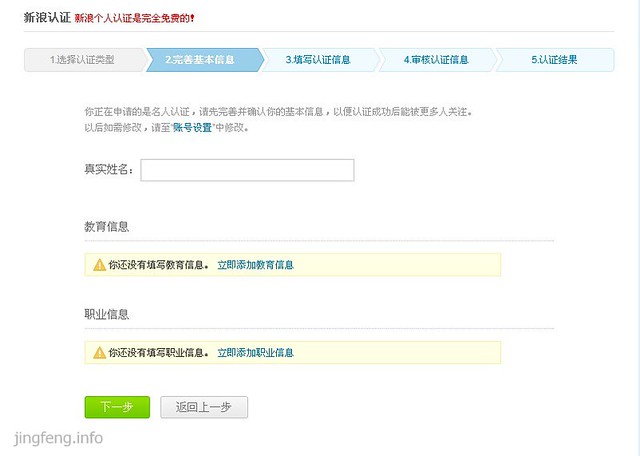 新浪认证 新浪个人认证是完全免费的!
1.选择认证类型 2.完善基本信息 3.填写认证信息 4.审核认证信息 5.认证结果
你正在申请的是名人认证，请先完善并确认你的基本信息，以便认证成功后能被更多人关注。
以后如需修改，请至"账号设置"中修改。
真实姓名：
教育信息
你还没有填写教育信息。 立即添加教育信息
职业信息
你还没有填写职业信息。 立即添加职业信息
下一步 返回上一步
jingfeng.info